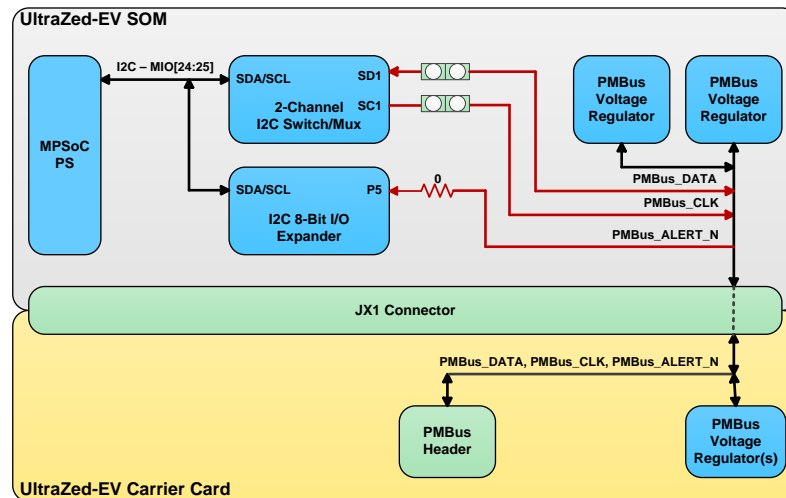 UltraZed-EV SOM
I2C – MIO[24:25]
MPSoC
PS
SDA/SCL
SD1
SC1
2-Channel
I2C Switch/Mux
SDA/SCL
P5
I2C 8-Bit I/O
Expander
0
PMBus
Voltage
Regulator
PMBus
Voltage
Regulator
PMBus_DATA
PMBus_CLK
PMBus_ALERT_N
JX1 Connector
PMBus_DATA, PMBus_CLK, PMBus_ALERT_N
PMBus
Header
PMBus
Voltage
Regulator(s)
UltraZed-EV Carrier Card